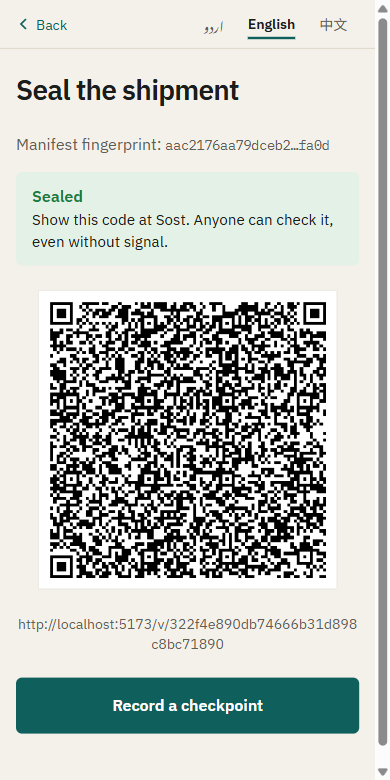 Back اردو English 中文
Seal the shipment
Manifest fingerprint: aac2176aa79dceb2…fa0d
Sealed
Show this code at Sost. Anyone can check it,
even without signal.
http://localhost:5173/v/322f4e890db74666b31d898
c8bc71890
Record a checkpoint